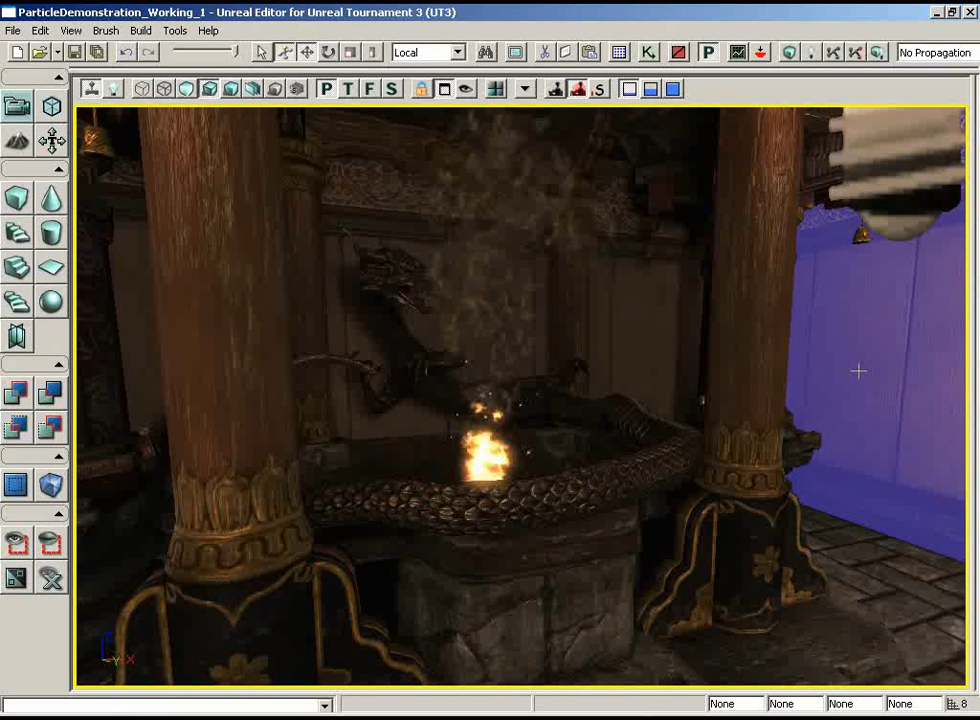 ParticleDemonstration_Working_1 - Unreal Editor for Unreal Tournament 3 (UT3)
File Edit View Brush Build Tools Help
Local P No Propagation
P T F S .S
Y X
None None None None 8